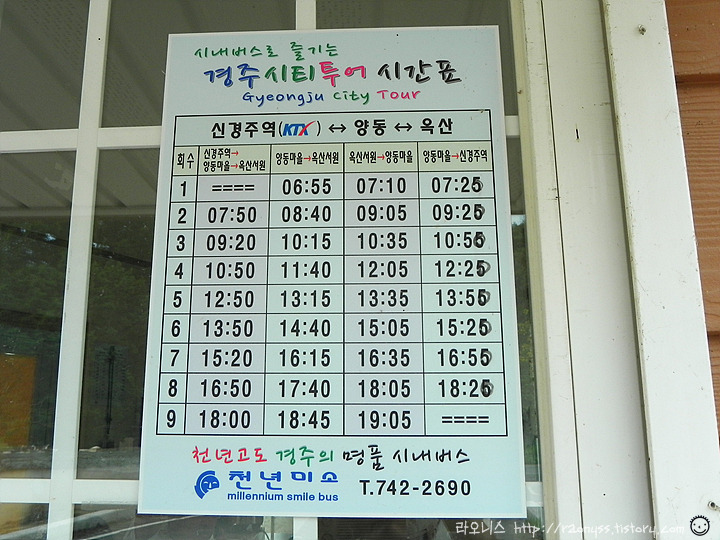 시내버스로 즐기는
경주시티투어 시간표
Gyeongju City Tour
신경주역(KTX) ↔ 양동 ↔ 옥산
회수 신경주역→양동마을→옥산서원 양동마을→옥산서원 옥산서원→양동마을 양동마을→신경주역
1 ==== 06:55 07:10 07:25
2 07:50 08:40 09:05 09:25
3 09:20 10:15 10:35 10:55
4 10:50 11:40 12:05 12:25
5 12:50 13:15 13:35 13:55
6 13:50 14:40 15:05 15:25
7 15:20 16:15 16:35 16:55
8 16:50 17:40 18:05 18:25
9 18:00 18:45 19:05 ====
천년고도 경주의 명품 시내버스
천년미소
millennium smile bus
T.742-2690
라오니스 http://raonyss.tistory.com